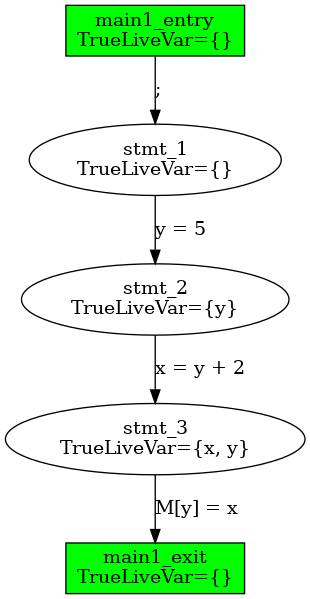 main1_entry
TrueLiveVar={}
;
stmt_1
TrueLiveVar={}
y = 5
stmt_2
TrueLiveVar={y}
x = y + 2
stmt_3
TrueLiveVar={x, y}
M[y] = x
main1_exit
TrueLiveVar={}